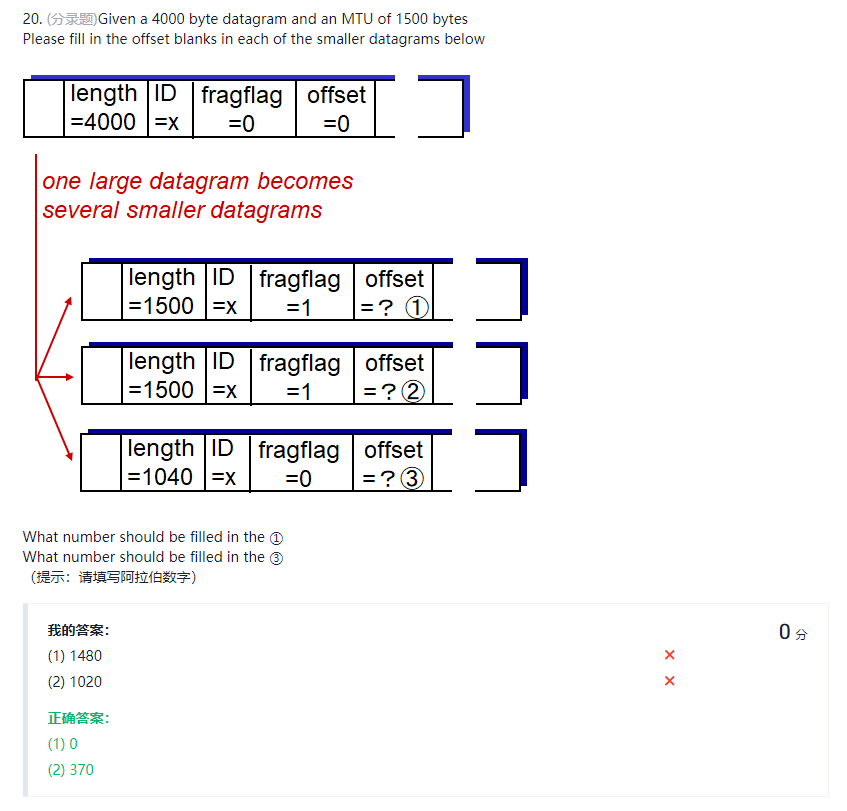 20. (分录题)Given a 4000 byte datagram and an MTU of 1500 bytes
Please fill in the offset blanks in each of the smaller datagrams below
length ID fragflag offset
=4000 =x =0 =0
one large datagram becomes
several smaller datagrams
length ID fragflag offset
=1500 =x =1 =? ①
length ID fragflag offset
=1500 =x =1 =?②
length ID fragflag offset
=1040 =x =0 =?③
What number should be filled in the ①
What number should be filled in the ③
（提示：请填写阿拉伯数字）
我的答案： 0 分
(1) 1480
(2) 1020
正确答案：
(1) 0
(2) 370